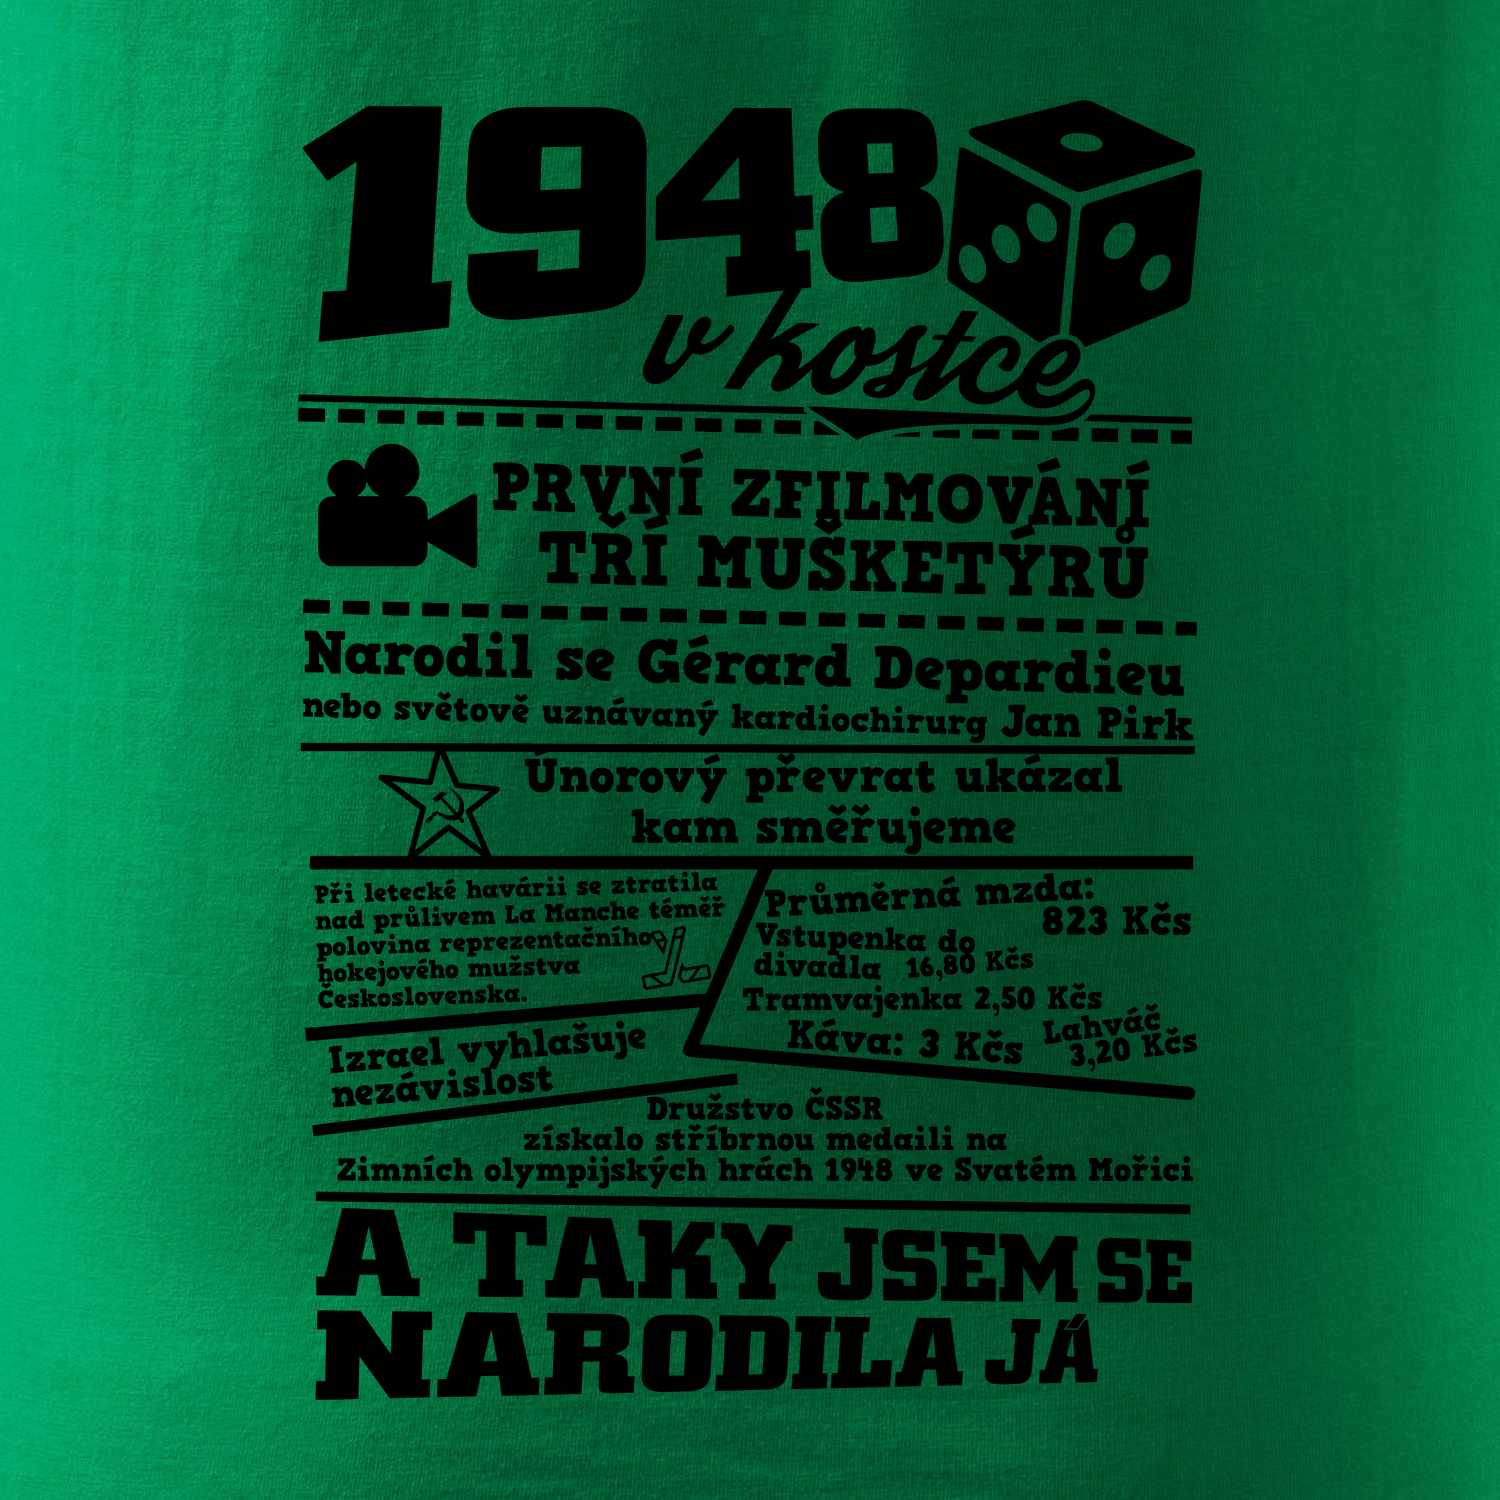 1948
v kostce
PRVNÍ ZFILMOVÁNÍ
TŘÍ MUŠKETÝRŮ
Narodil se Gérard Depardieu
nebo světově uznávaný kardiochirurg Jan Pirk
Únorový převrat ukázal
kam směřujeme
Při letecké havárii se ztratila
nad průlivem La Manche téměř
polovina reprezentačního
hokejového mužstva
Československa.
Izrael vyhlašuje
nezávislost
Průměrná mzda:
823 Kčs
Vstupenka do
divadla 16,80 Kčs
Tramvajenka 2,50 Kčs
Káva: 3 Kčs
Lahváč
3,20 Kčs
Družstvo ČSSR
získalo stříbrnou medaili na
Zimních olympijských hrách 1948 ve Svatém Mořici
A TAKY JSEM SE
NARODILA JÁ